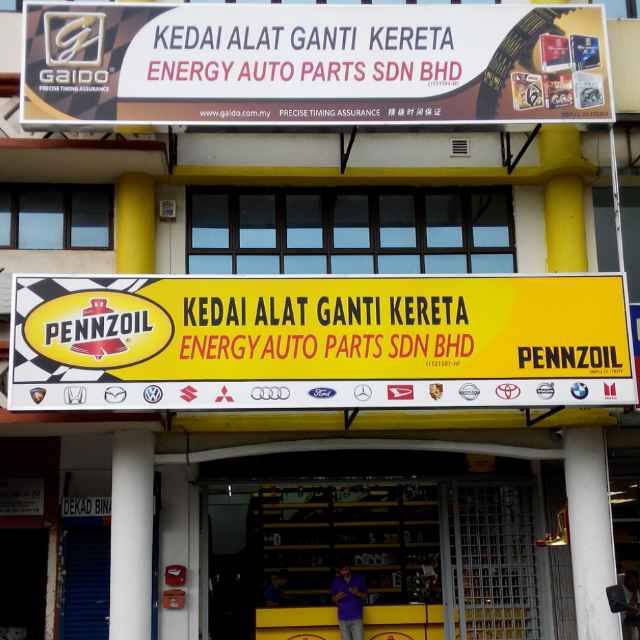 GAIDO
PRECISE TIMING ASSURANCE
KEDAI ALAT GANTI KERETA
ENERGY AUTO PARTS SDN BHD
www.gaido.com.my PRECISE TIMING ASSURANCE 精确时间保证
PENNZOIL
KEDAI ALAT GANTI KERETA
ENERGY AUTO PARTS SDN BHD
PENNZOIL
Ford
DEKAD BINA